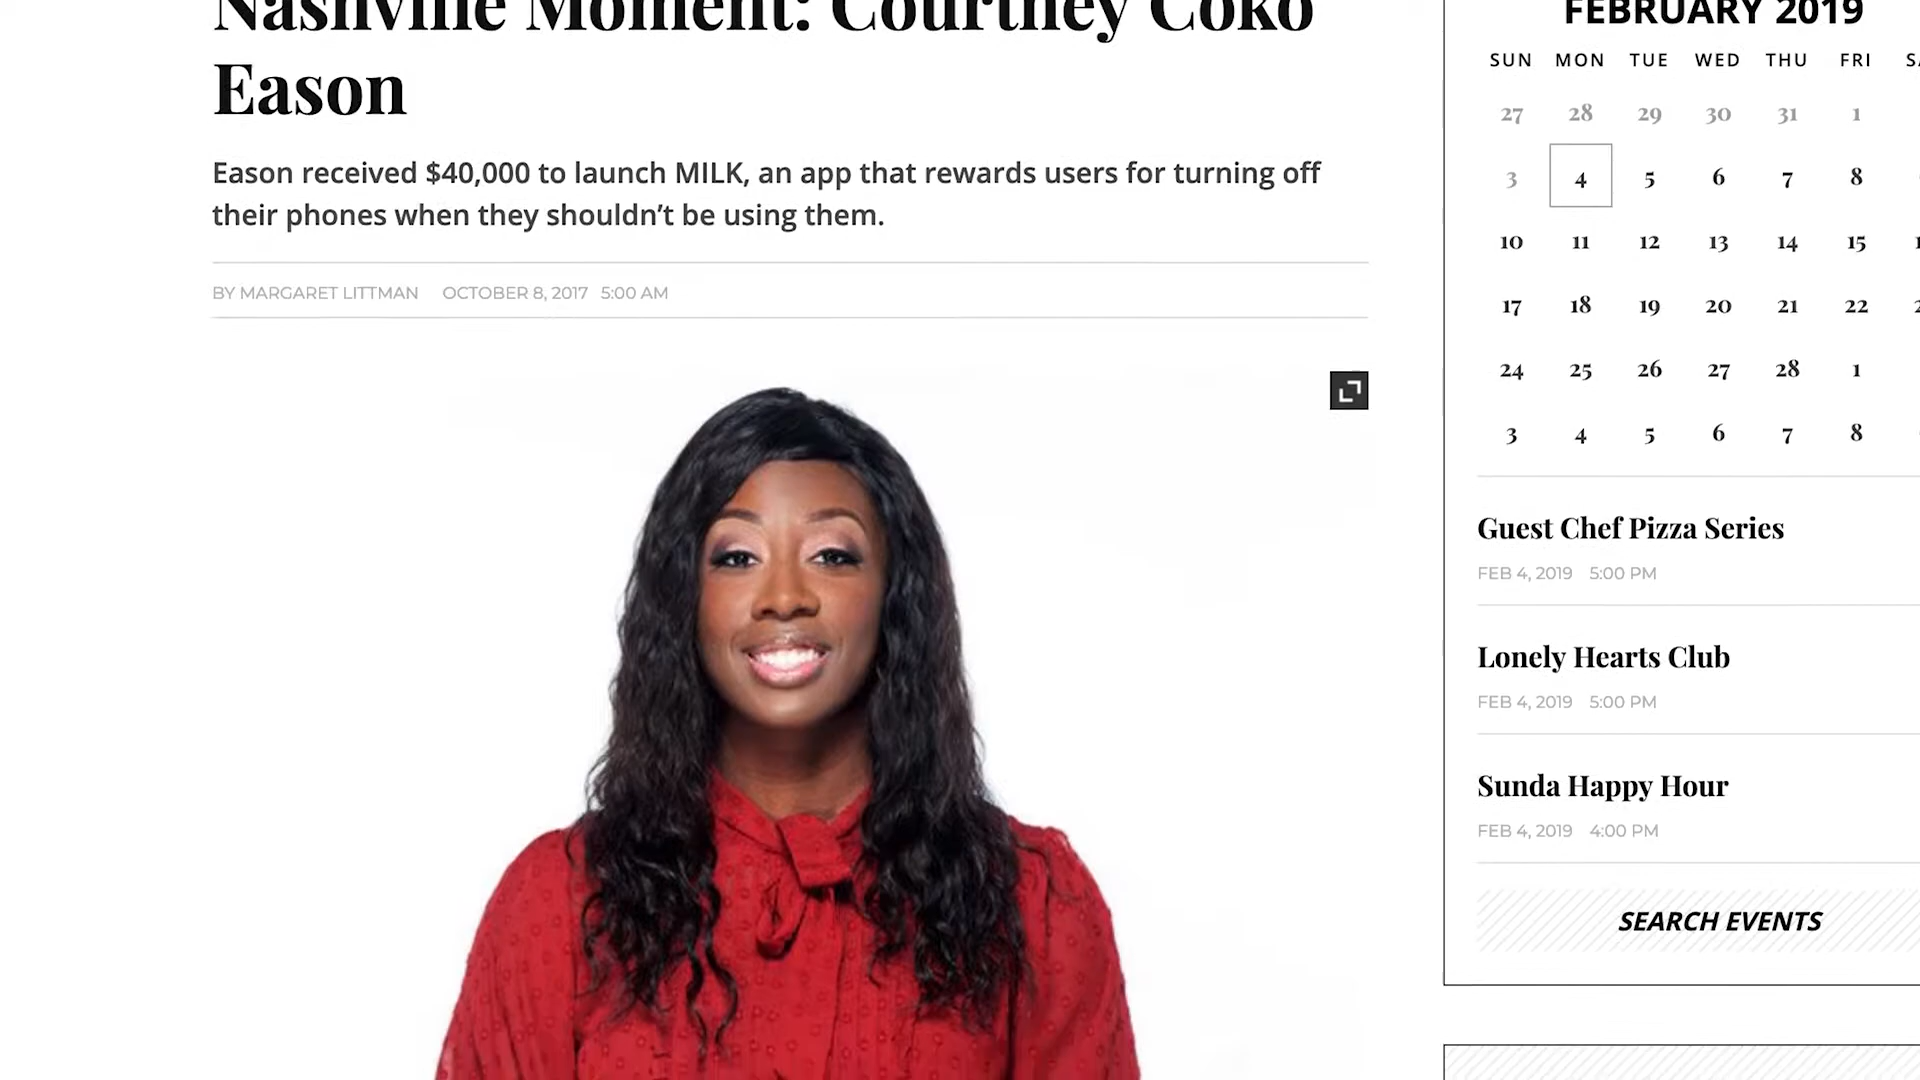 Nashville Moment: Courtney Coko
Eason
Eason received $40,000 to launch MILK, an app that rewards users for turning off
their phones when they shouldn't be using them.
BY MARGARET LITTMAN OCTOBER 8, 2017 5:00 AM
FEBRUARY 2019
SUN MON TUE WED THU FRI
27 28 29 30 31 1
3 4 5 6 7 8
10 11 12 13 14 15
17 18 19 20 21 22
24 25 26 27 28 1
3 4 5 6 7 8
Guest Chef Pizza Series
FEB 4, 2019 5:00 PM
Lonely Hearts Club
FEB 4, 2019 5:00 PM
Sunda Happy Hour
FEB 4, 2019 4:00 PM
SEARCH EVENTS